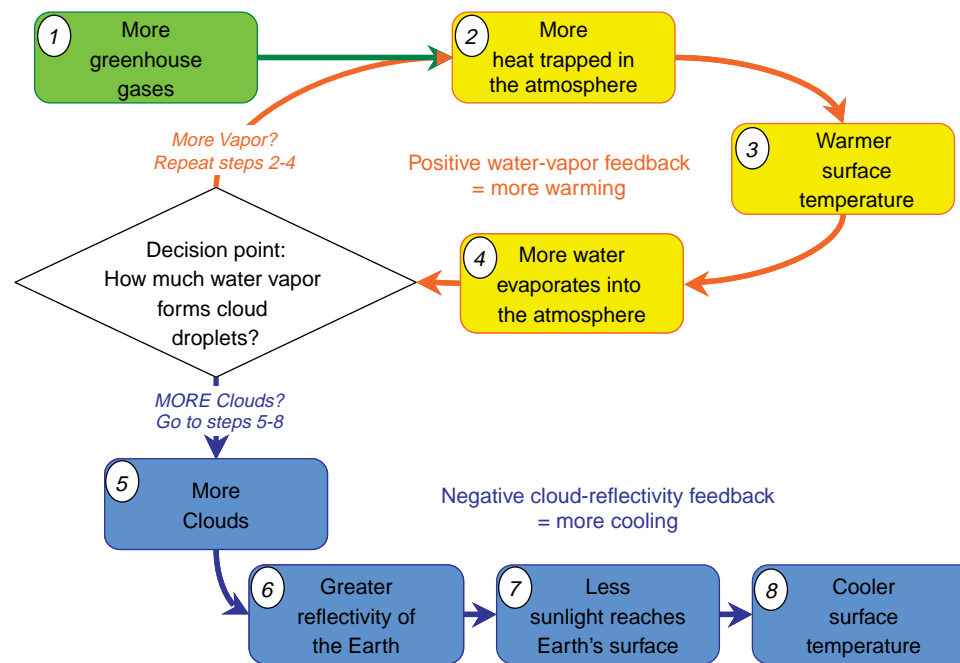 1
More
greenhouse
gases
2
More
heat trapped in
the atmosphere
3
Warmer
surface
temperature
More Vapor?
Repeat steps 2-4
Positive water-vapor feedback
= more warming
4
More water
evaporates into
the atmosphere
Decision point:
How much water vapor
forms cloud
droplets?
MORE Clouds?
Go to steps 5-8
5
More
Clouds
Negative cloud-reflectivity feedback
= more cooling
6
Greater
reflectivity of
the Earth
7
Less
sunlight reaches
Earth's surface
8
Cooler
surface
temperature